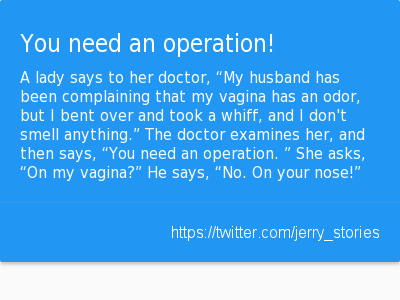 You need an operation!
A lady says to her doctor, “My husband has
been complaining that my vagina has an odor,
but I bent over and took a whiff, and I don't
smell anything.” The doctor examines her, and
then says, “You need an operation. ” She asks,
“On my vagina?” He says, “No. On your nose!”
https://twitter.com/jerry_stories